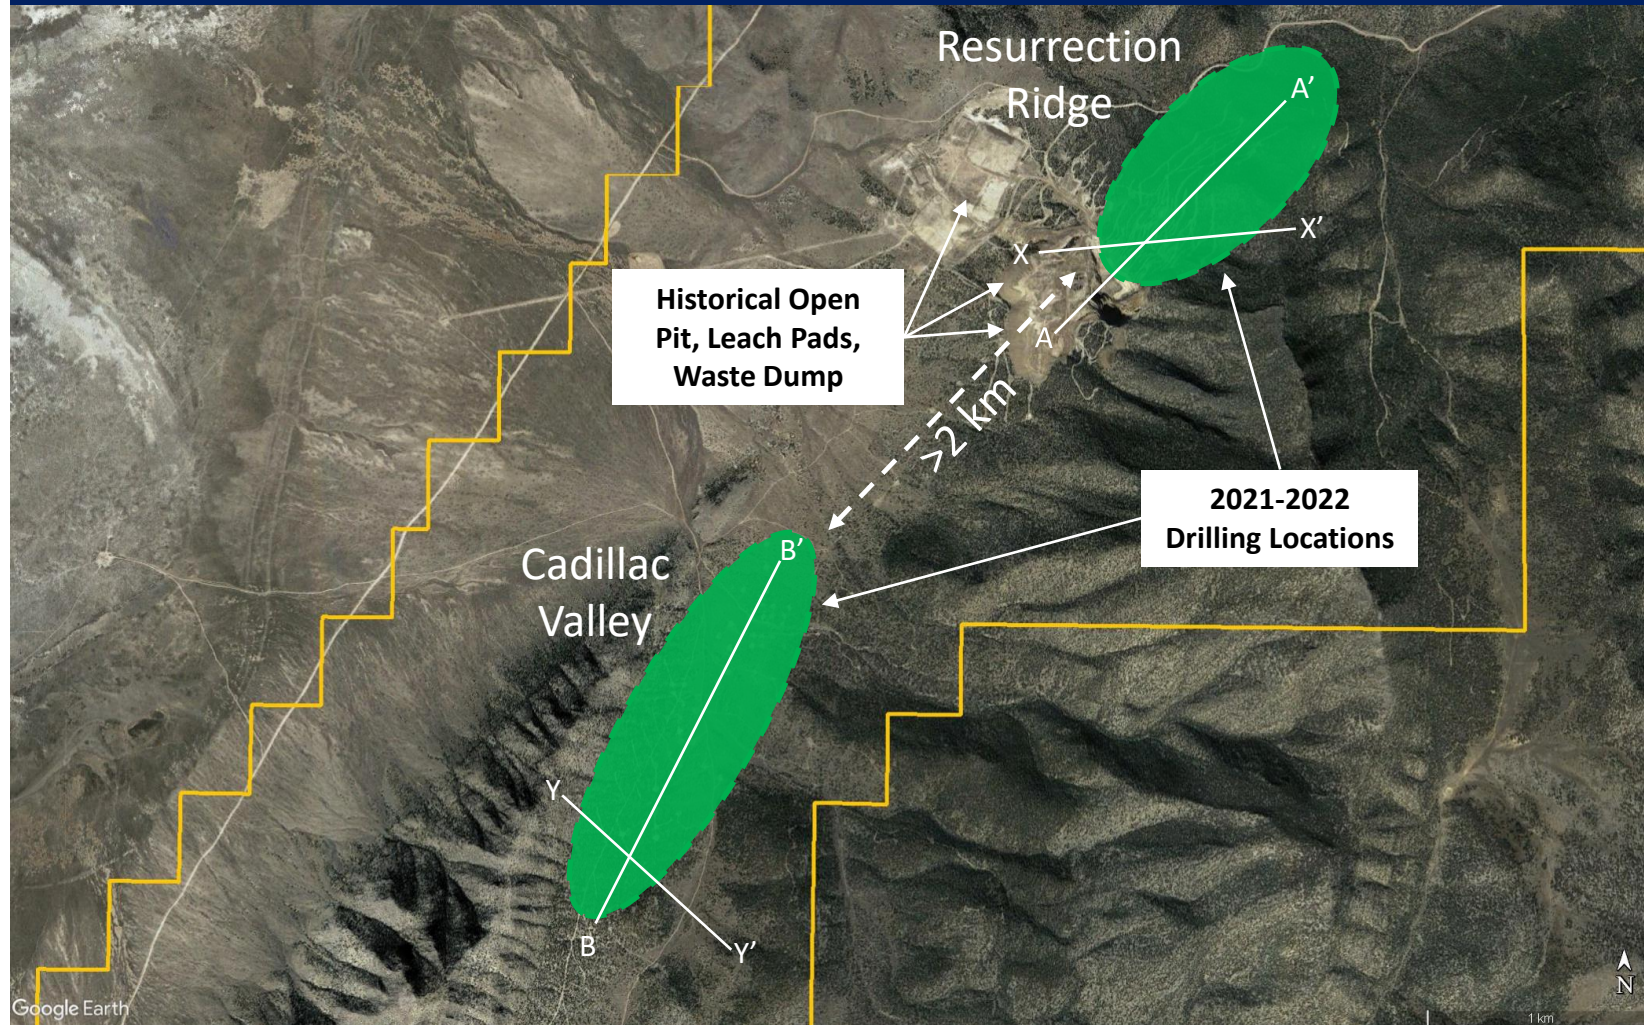 Resurrection
Ridge
A’
X’
X
Historical Open
Pit, Leach Pads,
Waste Dump
A
>2 km
2021-2022
Drilling Locations
B’
Cadillac
Valley
Y
B
Y’
N
Google Earth
1 km